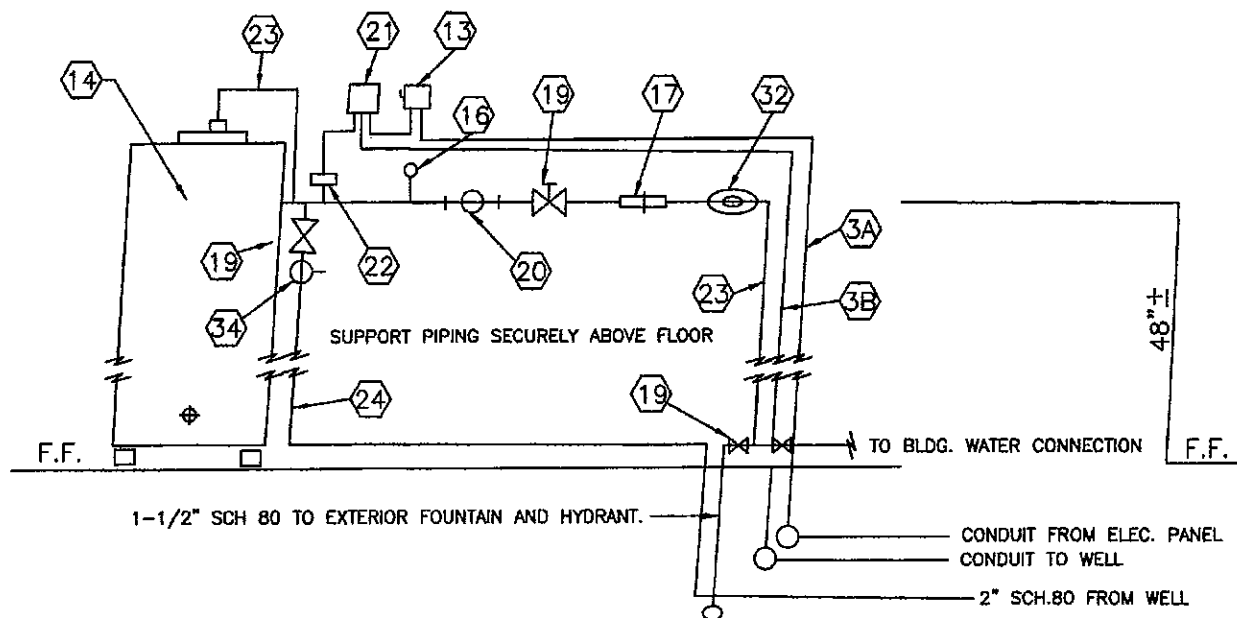 23
21
13
14
19
17
32
16
3A
19
22
20
23
3B
34
48"±
SUPPORT PIPING SECURELY ABOVE FLOOR
24
19
F.F.
TO BLDG. WATER CONNECTION
F.F.
1-1/2" SCH 80 TO EXTERIOR FOUNTAIN AND HYDRANT.
CONDUIT FROM ELEC. PANEL
CONDUIT TO WELL
2" SCH.80 FROM WELL